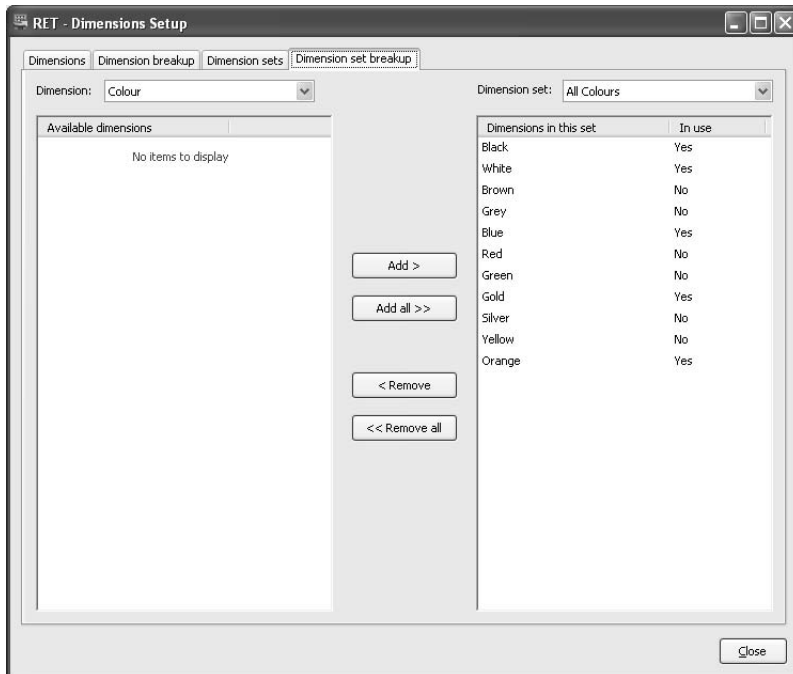 RET - Dimensions Setup
Dimensions Dimension breakup Dimension sets Dimension set breakup
Dimension: Colour Dimension set: All Colours
Available dimensions Dimensions in this set In use
No items to display
Black Yes
White Yes
Brown No
Grey No
Blue Yes
Red No
Green No
Gold Yes
Silver No
Yellow No
Orange Yes
Add >
Add all >>
< Remove
<< Remove all
Close